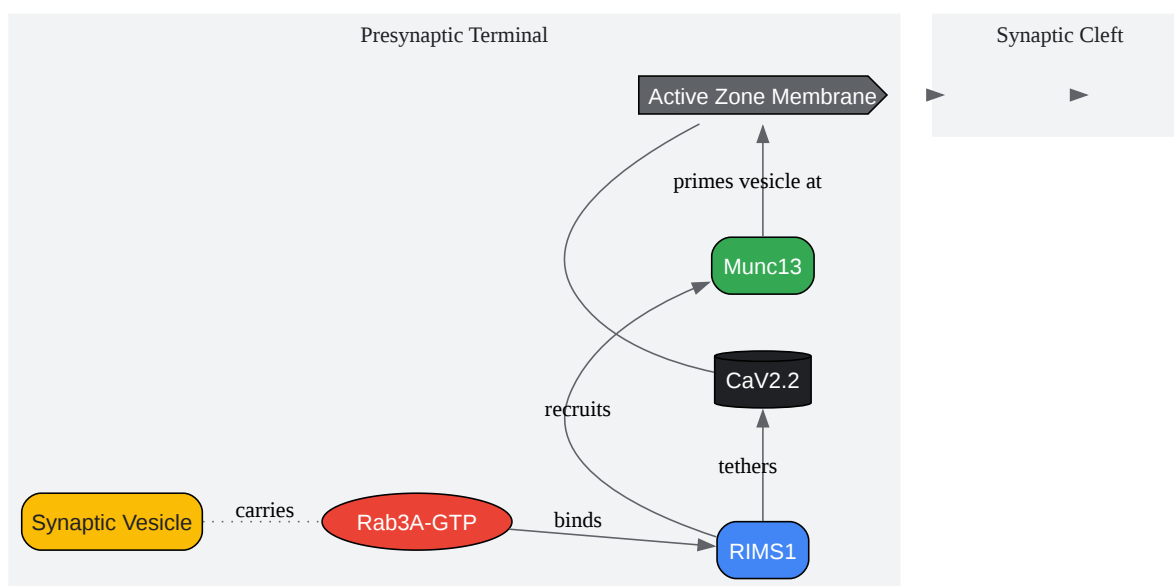 Presynaptic Terminal
Synaptic Cleft
Active Zone Membrane
primes vesicle at
Munc13
CaV2.2
recruits
tethers
Synaptic Vesicle
carries
Rab3A-GTP
binds
RIMS1